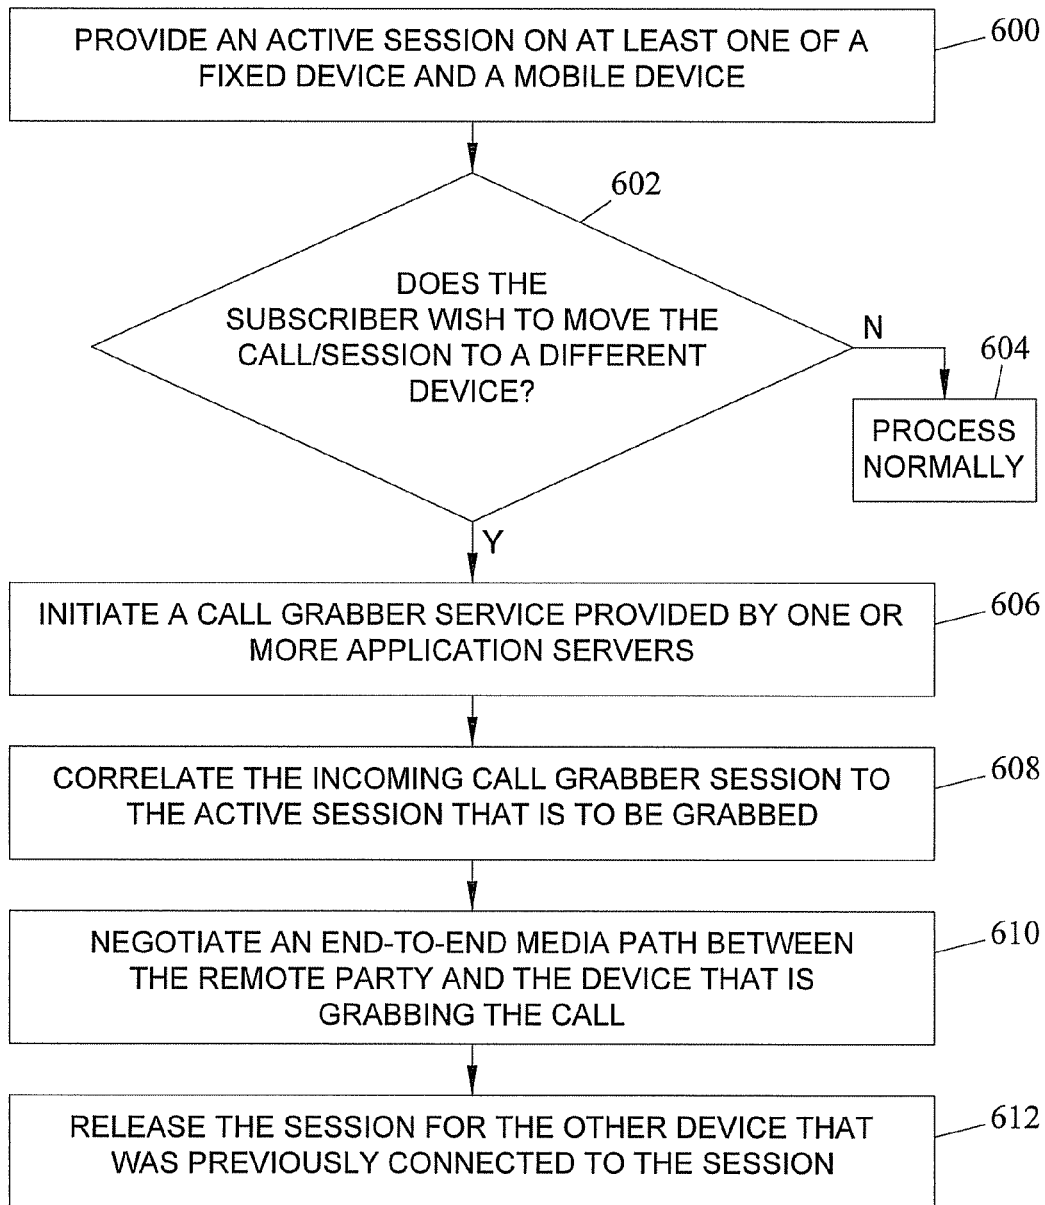 PROVIDE AN ACTIVE SESSION ON AT LEAST ONE OF A
FIXED DEVICE AND A MOBILE DEVICE
600
602
DOES THE
SUBSCRIBER WISH TO MOVE THE
CALL/SESSION TO A DIFFERENT
DEVICE?
N
604
PROCESS
NORMALLY
Y
INITIATE A CALL GRABBER SERVICE PROVIDED BY ONE OR
MORE APPLICATION SERVERS
606
CORRELATE THE INCOMING CALL GRABBER SESSION TO
THE ACTIVE SESSION THAT IS TO BE GRABBED
608
NEGOTIATE AN END-TO-END MEDIA PATH BETWEEN
THE REMOTE PARTY AND THE DEVICE THAT IS
GRABBING THE CALL
610
RELEASE THE SESSION FOR THE OTHER DEVICE THAT
WAS PREVIOUSLY CONNECTED TO THE SESSION
612